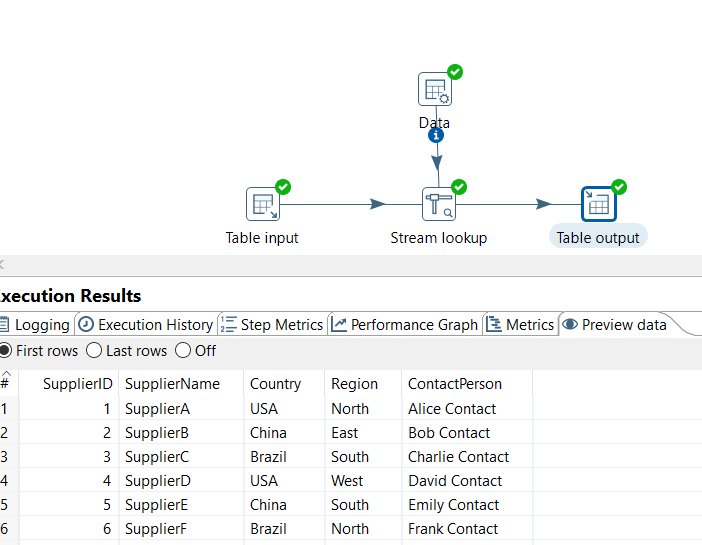 Data
Table input
Stream lookup
Table output
xecution Results
Logging Execution History Step Metrics Performance Graph Metrics Preview data
First rows Last rows Off
# SupplierID SupplierName Country Region ContactPerson
1 1 SupplierA USA North Alice Contact
2 2 SupplierB China East Bob Contact
3 3 SupplierC Brazil South Charlie Contact
4 4 SupplierD USA West David Contact
5 5 SupplierE China South Emily Contact
6 6 SupplierF Brazil North Frank Contact